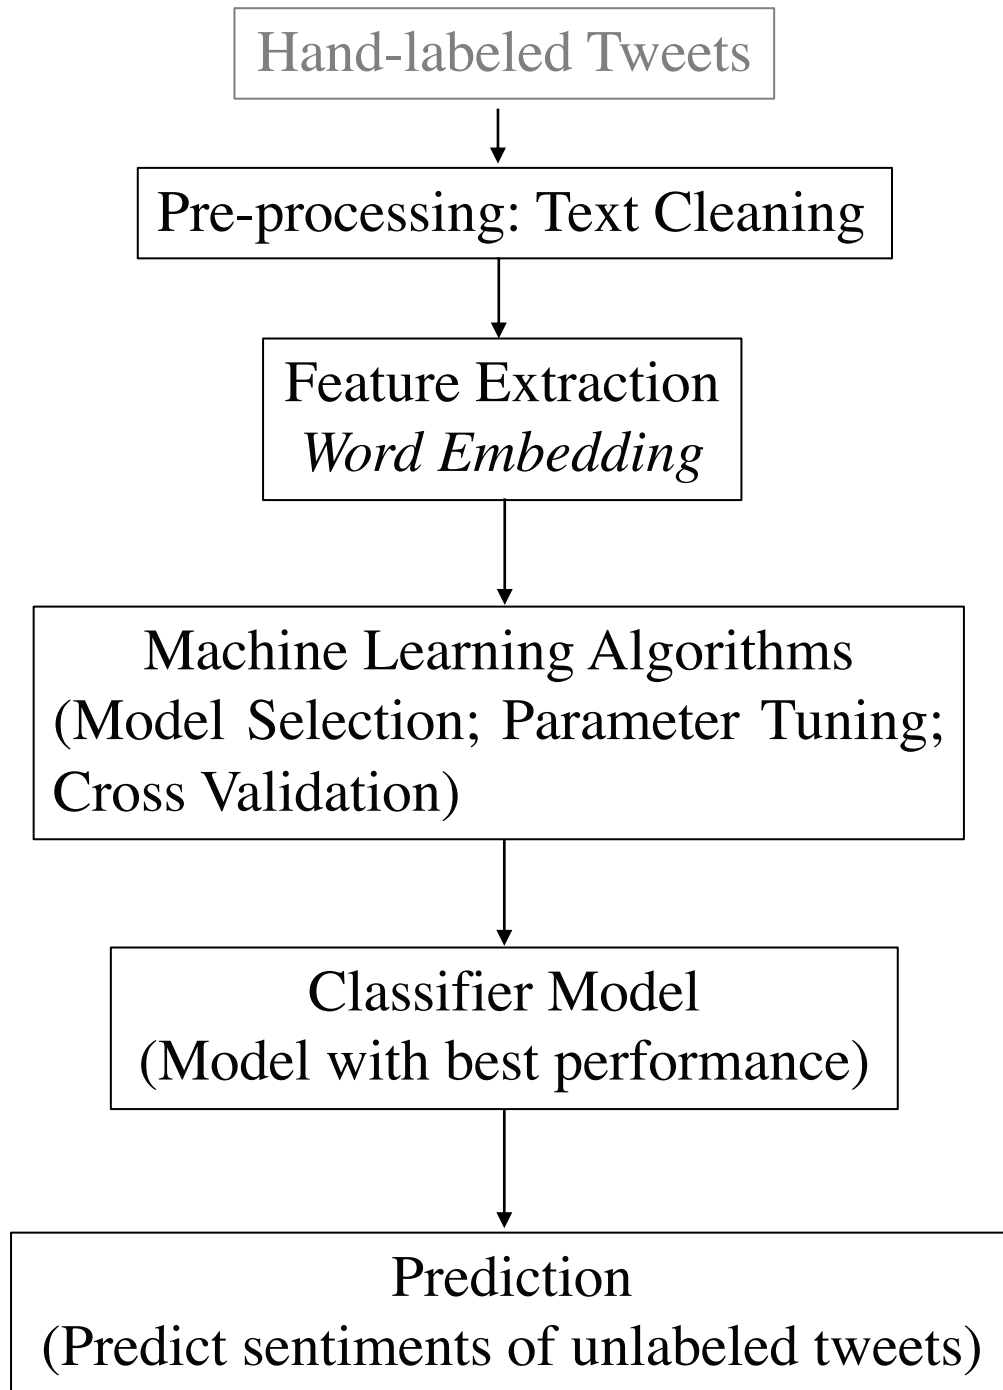 Hand-labeled Tweets
Pre-processing: Text Cleaning
Feature Extraction
Word Embedding
Machine Learning Algorithms
(Model Selection; Parameter Tuning;
Cross Validation)
Classifier Model
(Model with best performance)
Prediction
(Predict sentiments of unlabeled tweets)